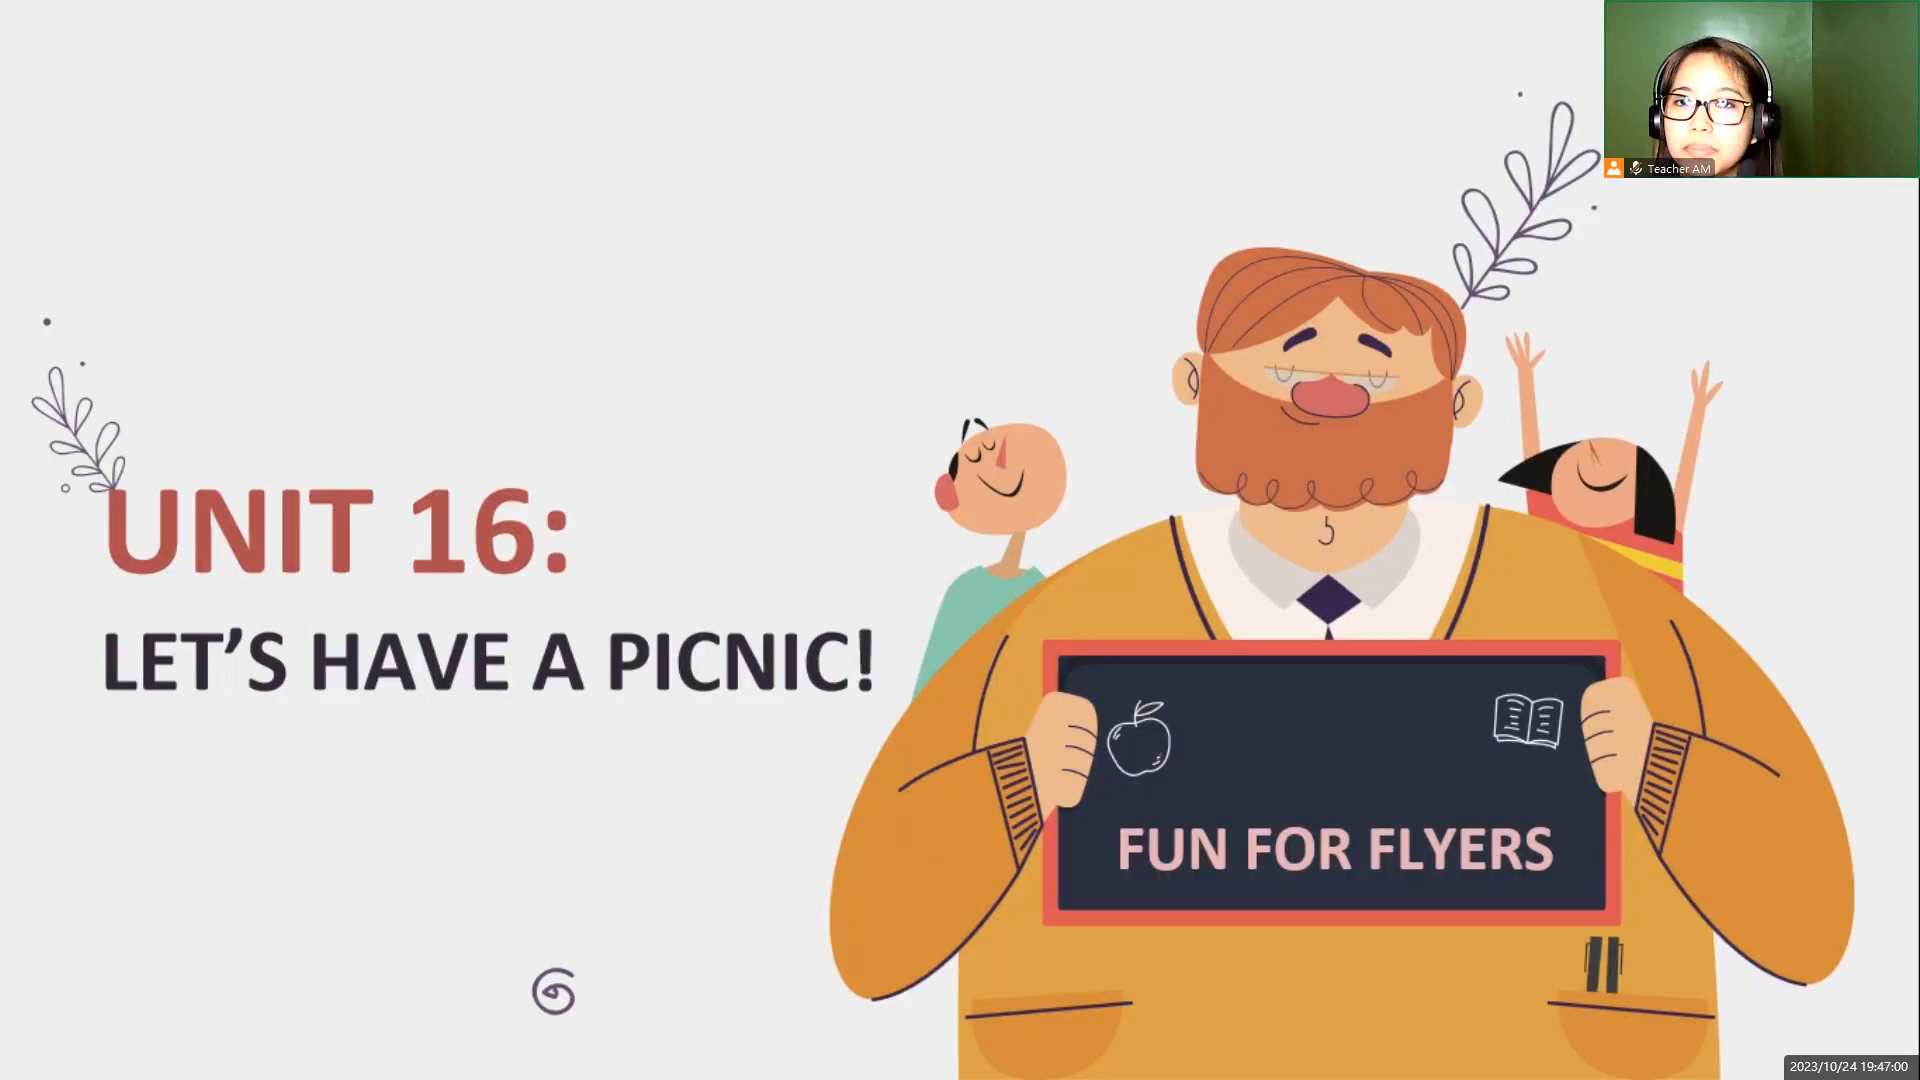 Teacher AM
UNIT 16:
LET'S HAVE A PICNIC!
FUN FOR FLYERS
2023/10/24 19:47:00